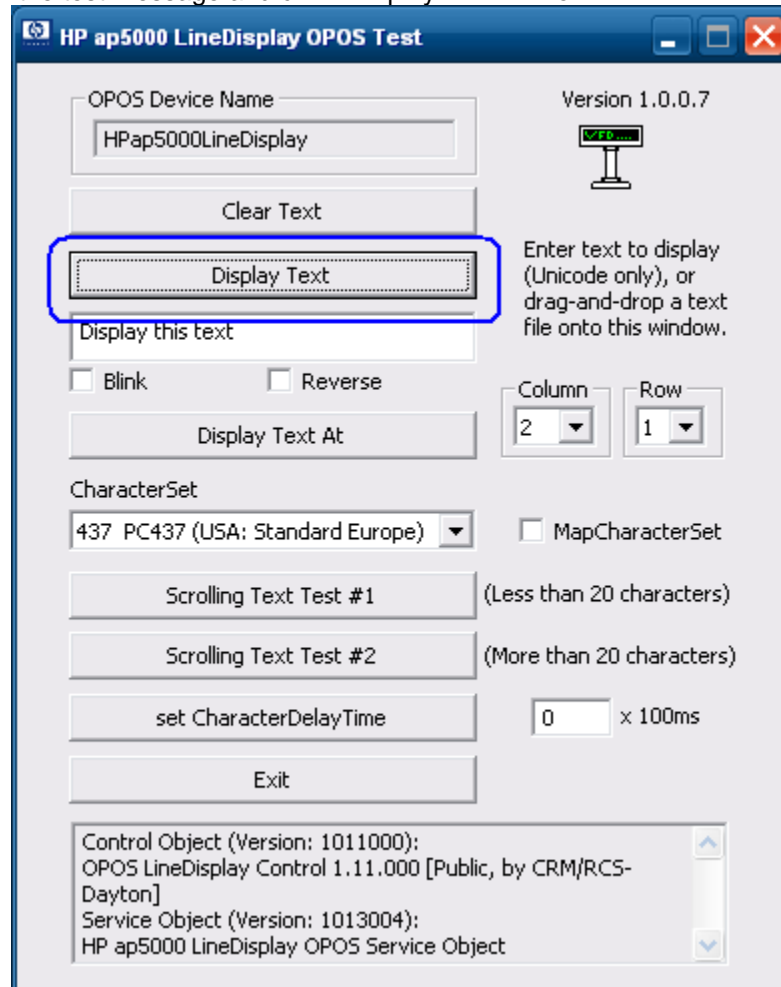 HP ap5000 LineDisplay OPOS Test
OPOS Device Name
Version 1.0.0.7
HPap5000LineDisplay
VFD....
Clear Text
Display Text
Enter text to display
(Unicode only), or
drag-and-drop a text
file onto this window.
Display this text
Blink
Reverse
Column
Row
2
1
Display Text At
CharacterSet
437 PC437 (USA: Standard Europe)
MapCharacterSet
Scrolling Text Test #1
(Less than 20 characters)
Scrolling Text Test #2
(More than 20 characters)
set CharacterDelayTime
0
x 100ms
Exit
Control Object (Version: 1011000):
OPOS LineDisplay Control 1.11.000 [Public, by CRM/RCS-
Dayton]
Service Object (Version: 1013004):
HP ap5000 LineDisplay OPOS Service Object